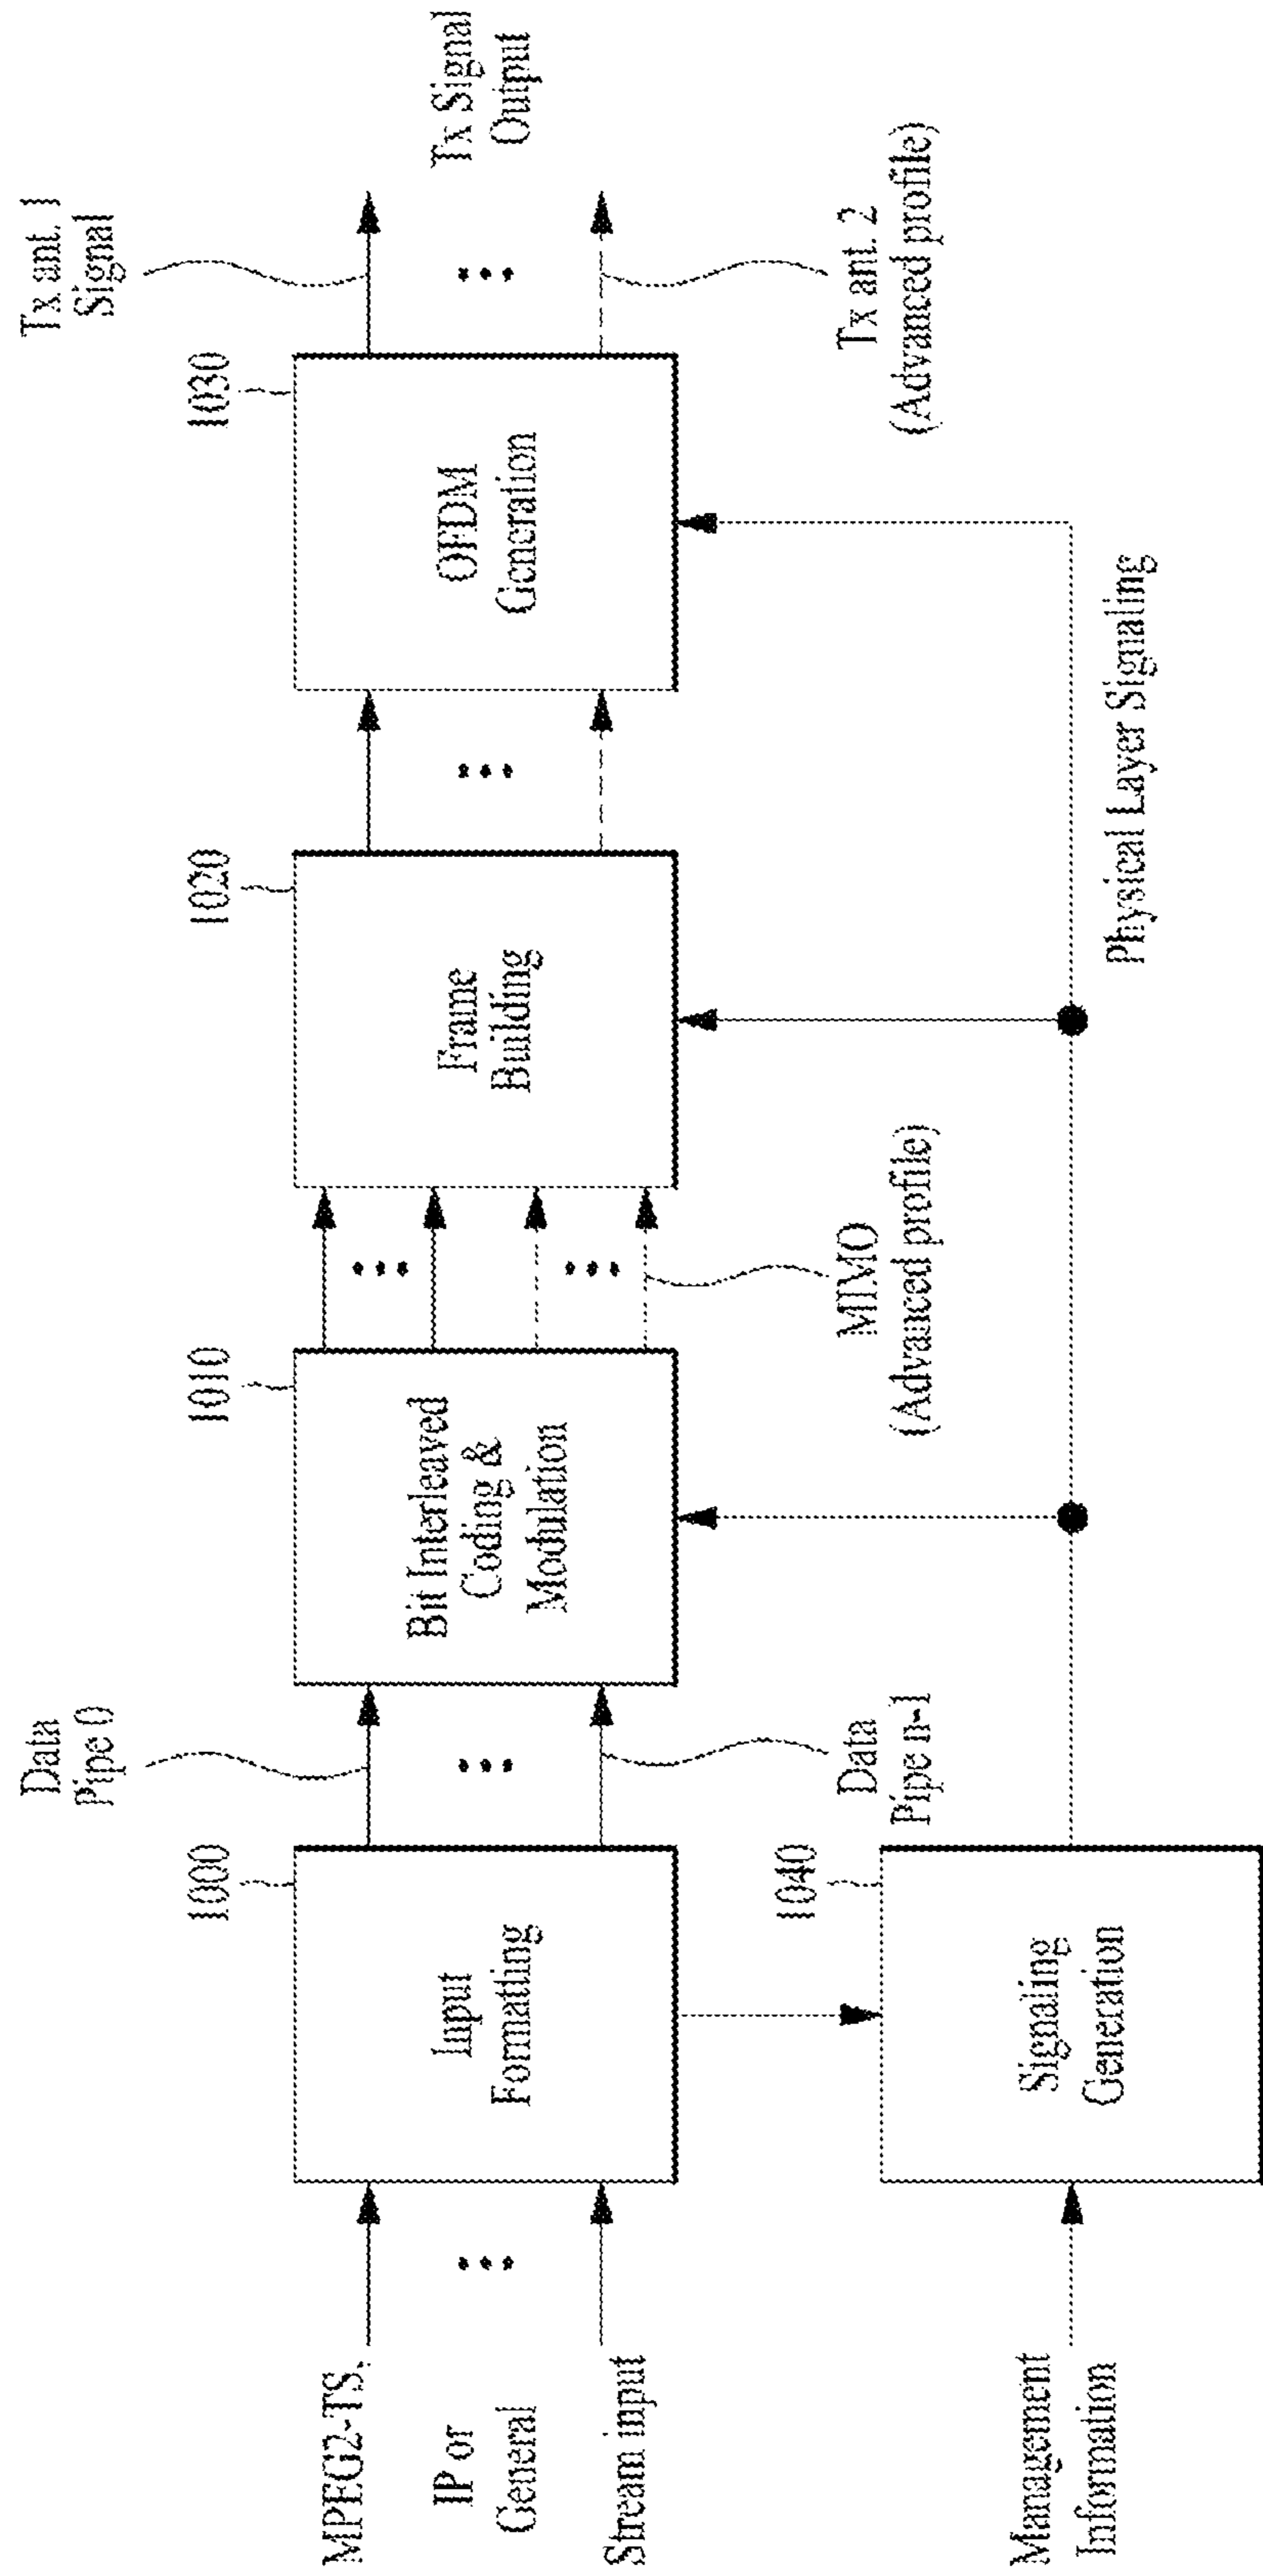 MPEG2-TS,
IP or
General
Stream input
Management
Information
1000
Input
Formatting
1040
Signaling
Generation
Data
Pipe 0
Data
Pipe n-1
1010
Bit Interleaved
Coding &
Modulation
MIMO
(Advanced profile)
1020
Frame
Building
Physical Layer Signaling
1030
OFDM
Generation
Tx ant. 1
Signal
Tx ant. 2
(Advanced profile)
Tx Signal
Output